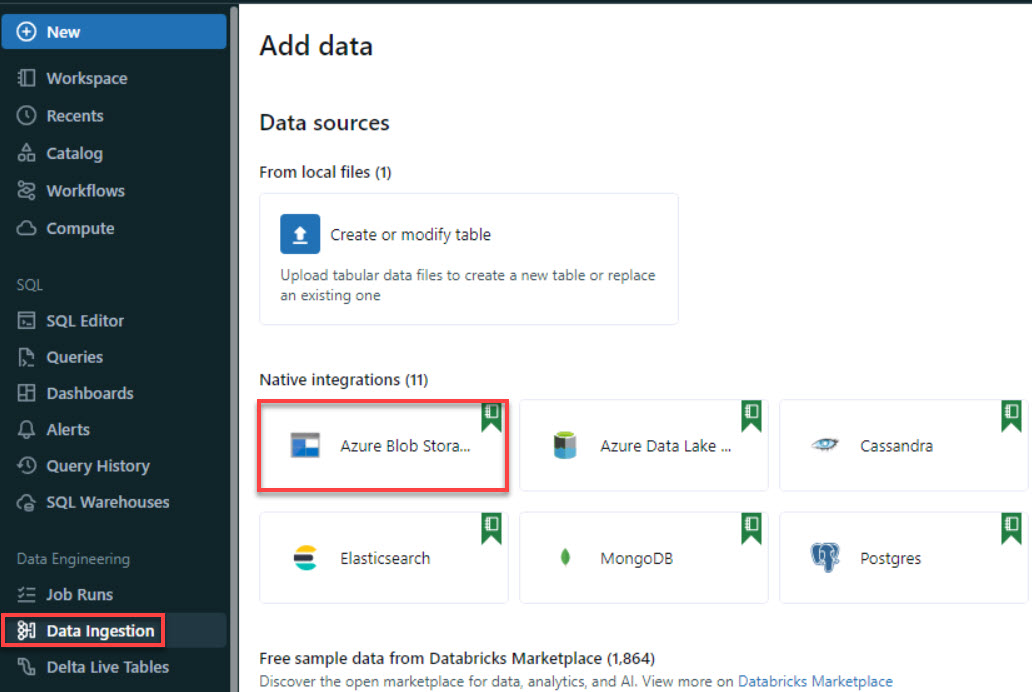 New
Workspace
Recents
Catalog
Workflows
Compute
SQL
SQL Editor
Queries
Dashboards
Alerts
Query History
SQL Warehouses
Data Engineering
Job Runs
Data Ingestion
Delta Live Tables
Add data
Data sources
From local files (1)
Create or modify table
Upload tabular data files to create a new table or replace
an existing one
Native integrations (11)
Azure Blob Stora...
Azure Data Lake ...
Cassandra
Elasticsearch
MongoDB
Postgres
Free sample data from Databricks Marketplace (1,864)
Discover the open marketplace for data, analytics, and AI. View more on Databricks Marketplace